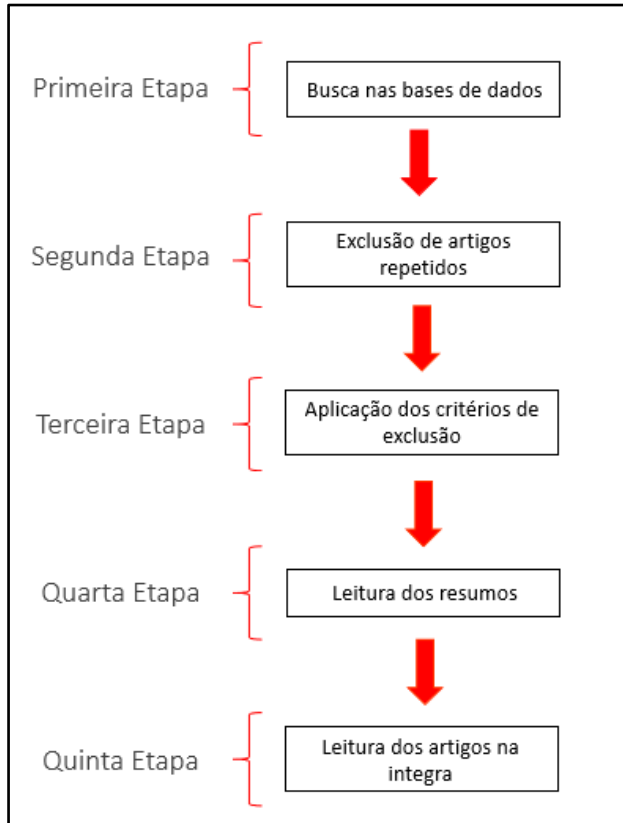 Primeira Etapa
Busca nas bases de dados
Segunda Etapa
Exclusão de artigos
repetidos
Terceira Etapa
Aplicação dos critérios de
exclusão
Quarta Etapa
Leitura dos resumos
Quinta Etapa
Leitura dos artigos na
integra